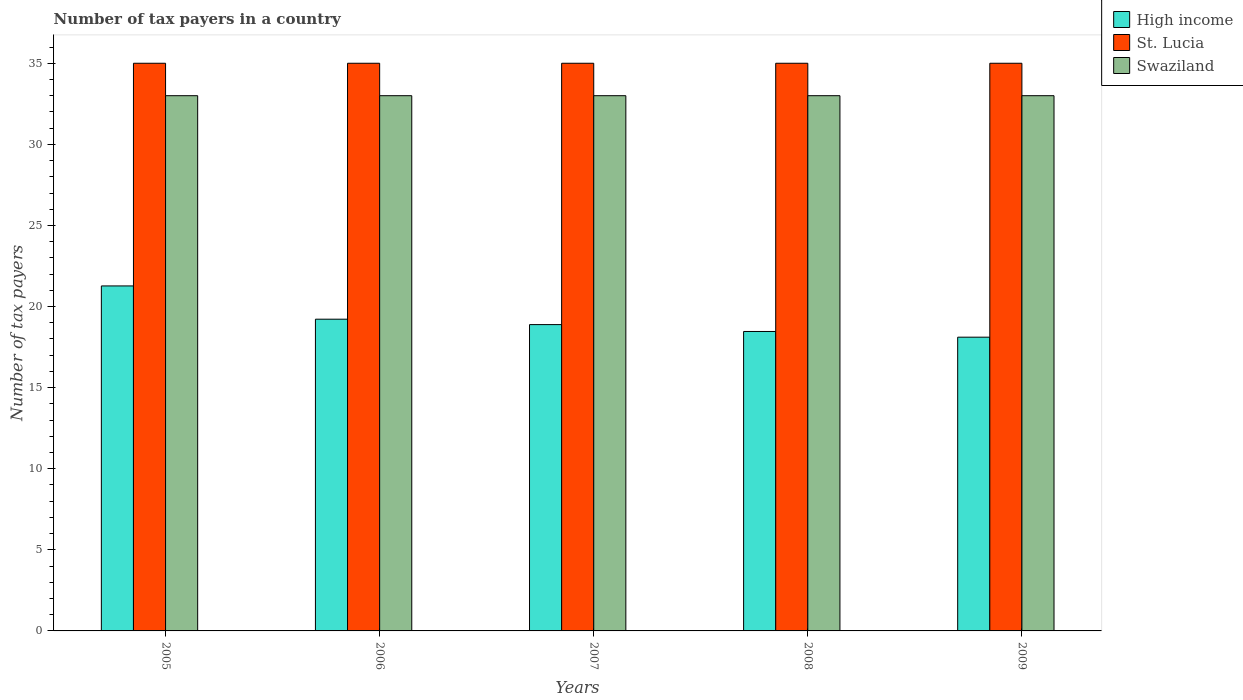 Number of tax payers in a country
High income
St. Lucia
Swaziland
Number of tax payers
35
30
25
20
15
10
5
0
2005
2006
2007
2008
2009
Years